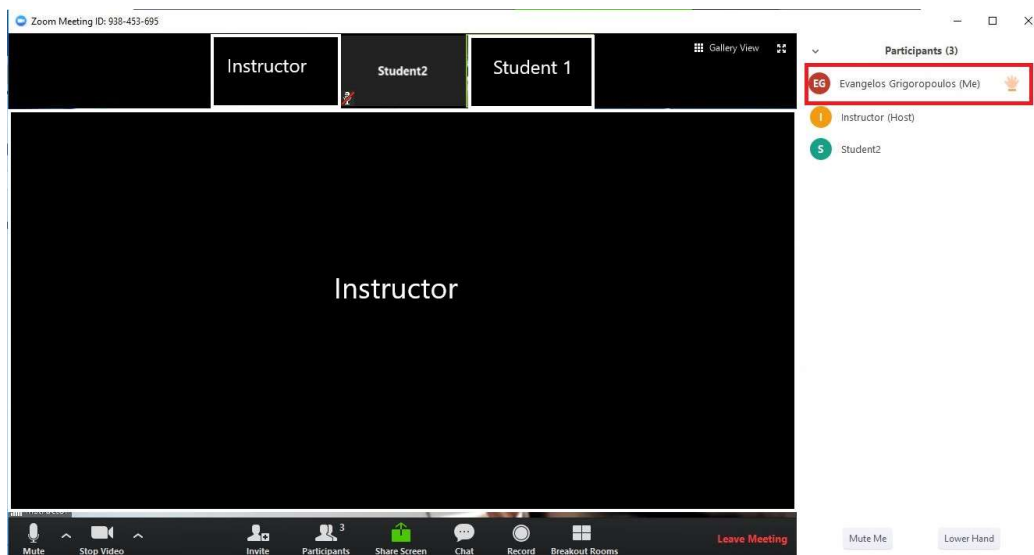 Zoom Meeting ID: 938-453-695
Instructor
Student2
Student 1
Gallery View
Participants (3)
EG Evangelos Grigoropoulos (Me)
I Instructor (Host)
S Student2
Instructor
Mute
Stop Video
Invite
3
Participants
Share Screen
Chat
Record
Breakout Rooms
Leave Meeting
Mute Me
Lower Hand